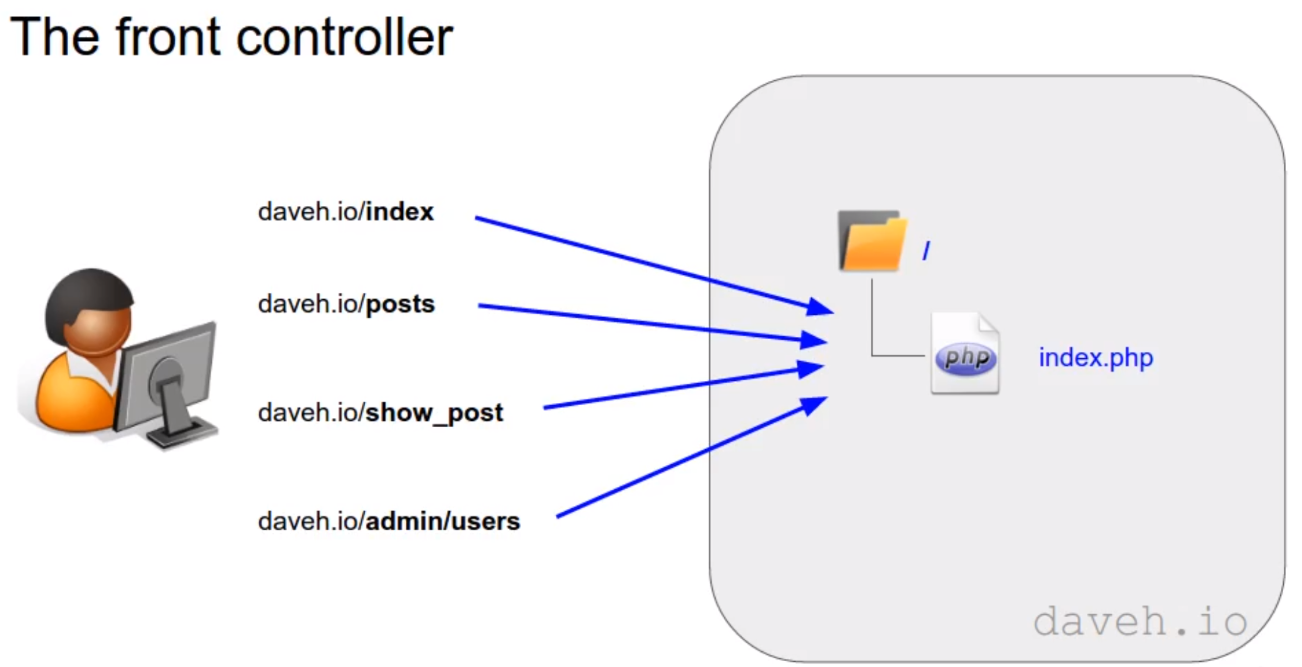 The front controller
daveh.io/index
daveh.io/posts
daveh.io/show_post
daveh.io/admin/users
/
php
index.php
daveh.io